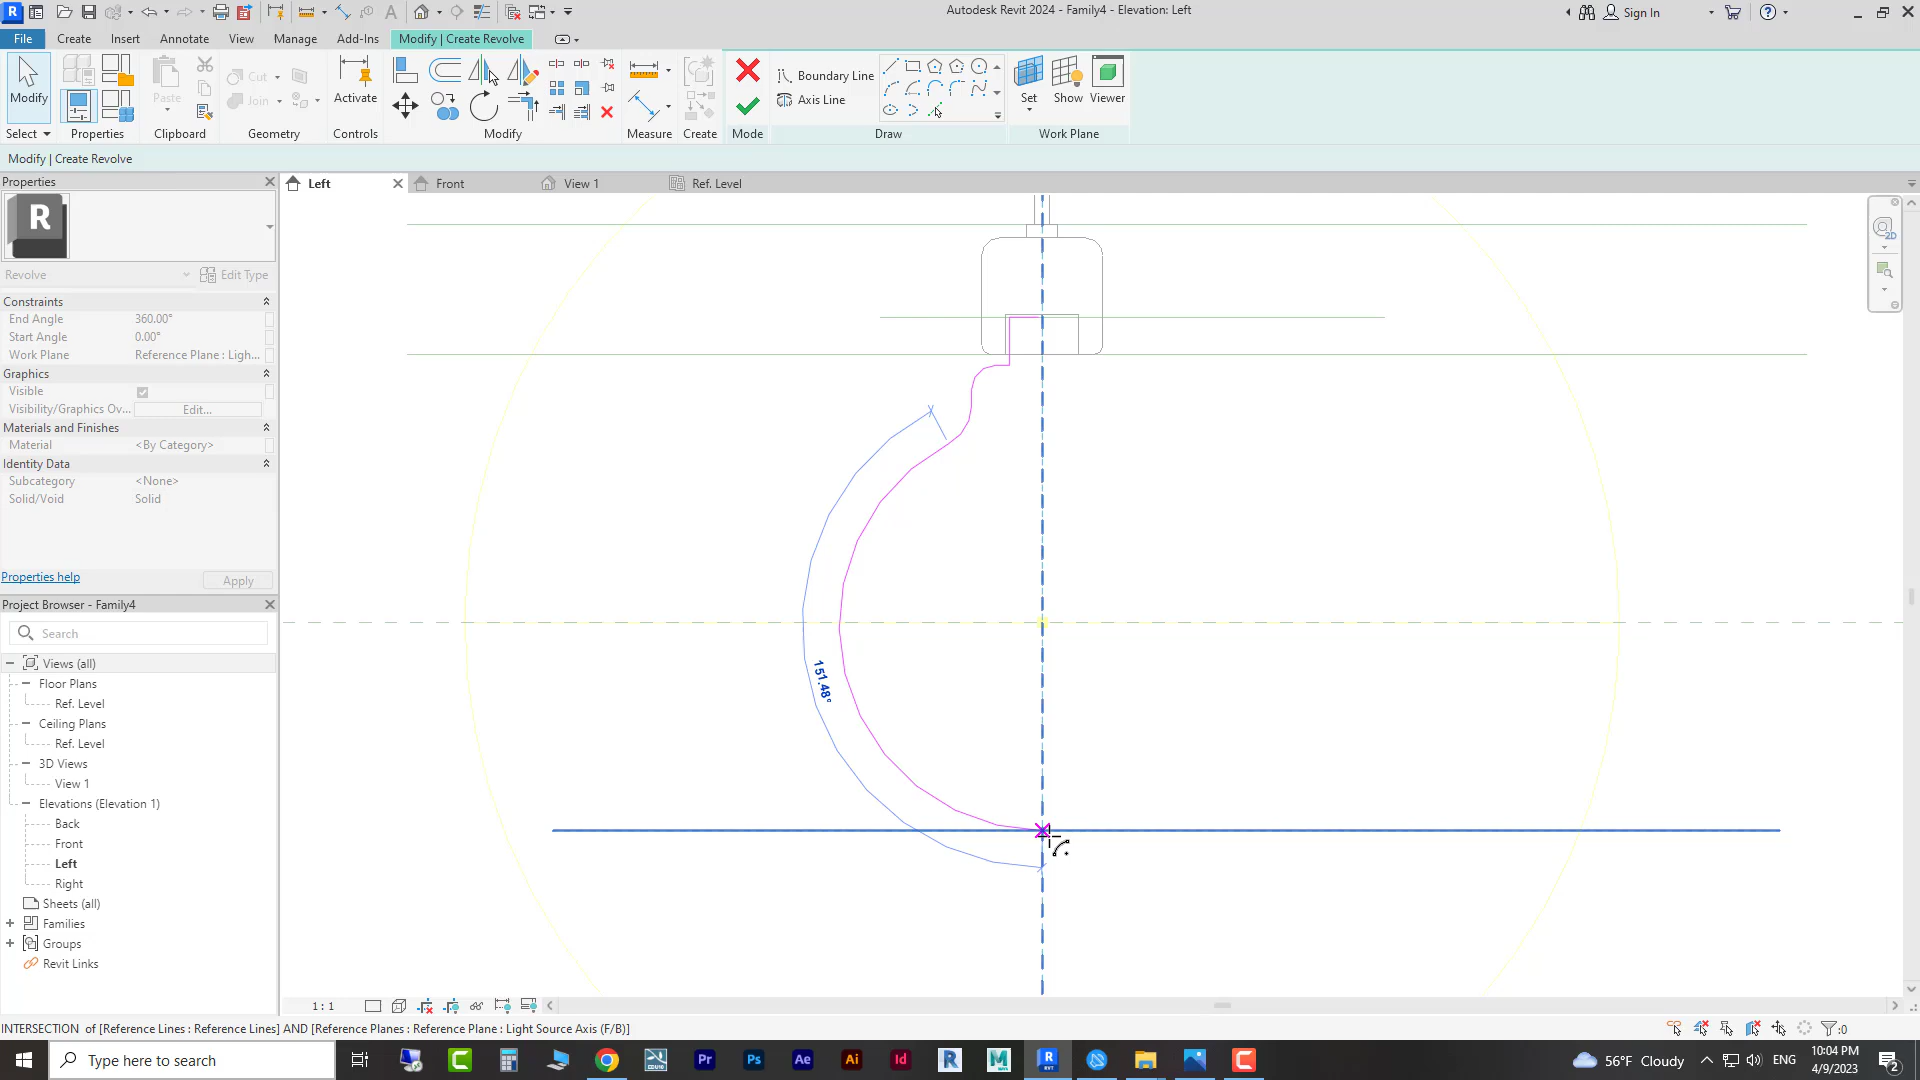 Autodesk Revit 2024 - Family4 - Elevation: Left
Sign In
File Create Insert Annotate View Manage Add-Ins Modify | Create Revolve
Modify
Paste
Cut
Join
Activate
Boundary Line
Axis Line
Set Show Viewer
Select Properties Clipboard Geometry Controls Modify Measure Create Mode Draw Work Plane
Modify | Create Revolve
Properties
Left Front View 1 Ref. Level
R
Revolve Edit Type
Constraints
End Angle 360.00°
Start Angle 0.00°
Work Plane Reference Plane : Ligh...
Graphics
Visible
Visibility/Graphics Ov... Edit...
Materials and Finishes
Material <By Category>
Identity Data
Subcategory <None>
Solid/Void Solid
Properties help Apply
Project Browser - Family4
Search
Views (all)
Floor Plans
Ref. Level
Ceiling Plans
Ref. Level
3D Views
View 1
Elevations (Elevation 1)
Back
Front
Left
Right
Sheets (all)
Families
Groups
Revit Links
151.48°
2D
1 : 1
INTERSECTION of [Reference Lines : Reference Lines] AND [Reference Planes : Reference Plane : Light Source Axis (F/B)]
:0
Type here to search
Pr Ps Ae Ai Id R M R
56°F Cloudy
ENG
10:04 PM
4/9/2023
2